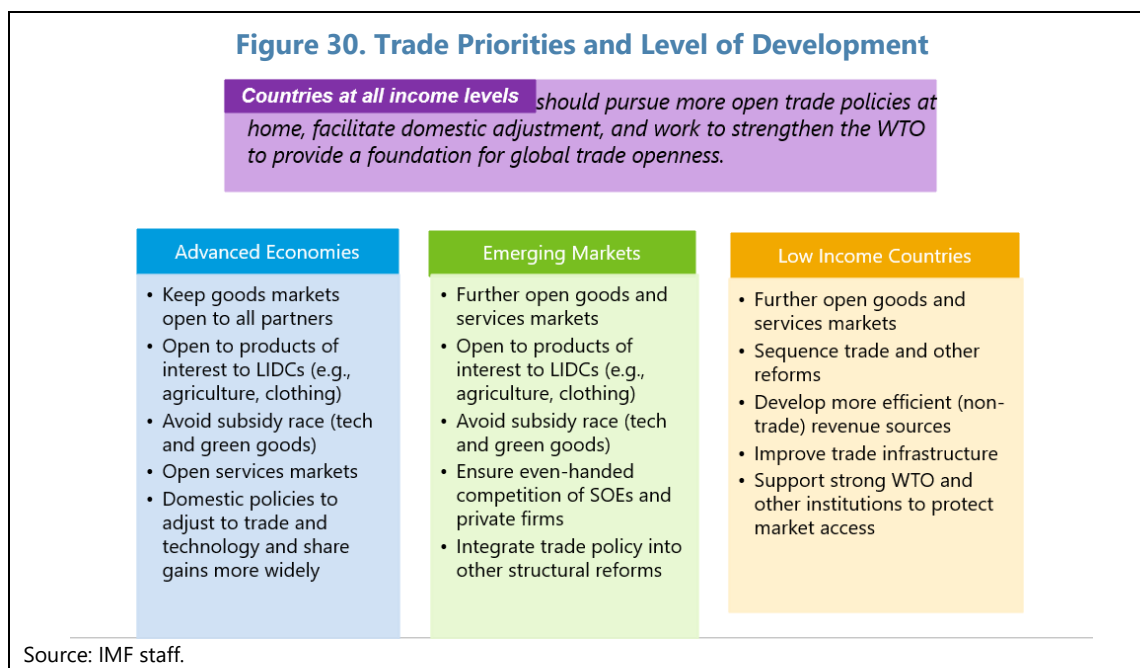 Figure 30. Trade Priorities and Level of Development
Countries at all income levels should pursue more open trade policies at
home, facilitate domestic adjustment, and work to strengthen the WTO
to provide a foundation for global trade openness.
Advanced Economies
• Keep goods markets
open to all partners
• Open to products of
interest to LIDCs (e.g.,
agriculture, clothing)
• Avoid subsidy race (tech
and green goods)
• Open services markets
• Domestic policies to
adjust to trade and
technology and share
gains more widely
Emerging Markets
• Further open goods and
services markets
• Open to products of
interest to LIDCs (e.g.,
agriculture, clothing)
• Avoid subsidy race (tech
and green goods)
• Ensure even-handed
competition of SOEs and
private firms
• Integrate trade policy into
other structural reforms
Low Income Countries
• Further open goods and
services markets
• Sequence trade and other
reforms
• Develop more efficient (non-
trade) revenue sources
• Improve trade infrastructure
• Support strong WTO and
other institutions to protect
market access
Source: IMF staff.